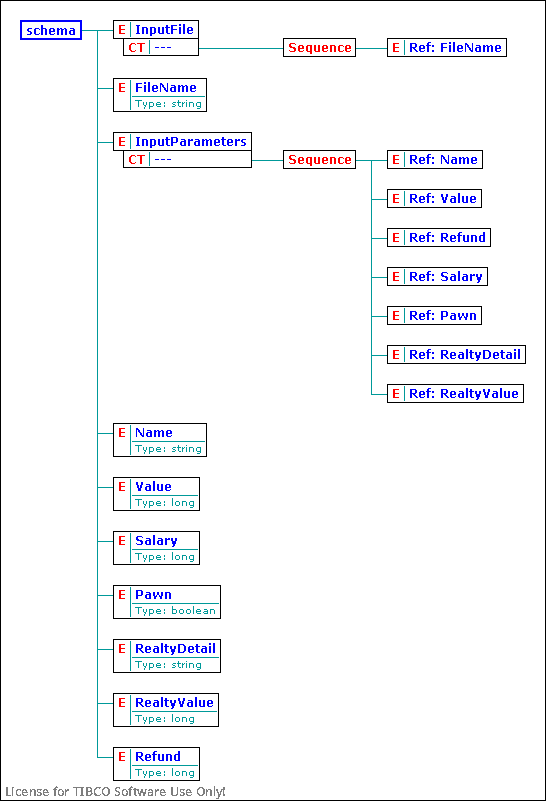 schema
E InputFile
CT --- Sequence E Ref: FileName
E FileName
Type: string
E InputParameters
CT --- Sequence E Ref: Name
E Ref: Value
E Ref: Refund
E Ref: Salary
E Ref: Pawn
E Ref: RealtyDetail
E Ref: RealtyValue
E Name
Type: string
E Value
Type: long
E Salary
Type: long
E Pawn
Type: boolean
E RealtyDetail
Type: string
E RealtyValue
Type: long
E Refund
Type: long
License for TIBCO Software Use Only!